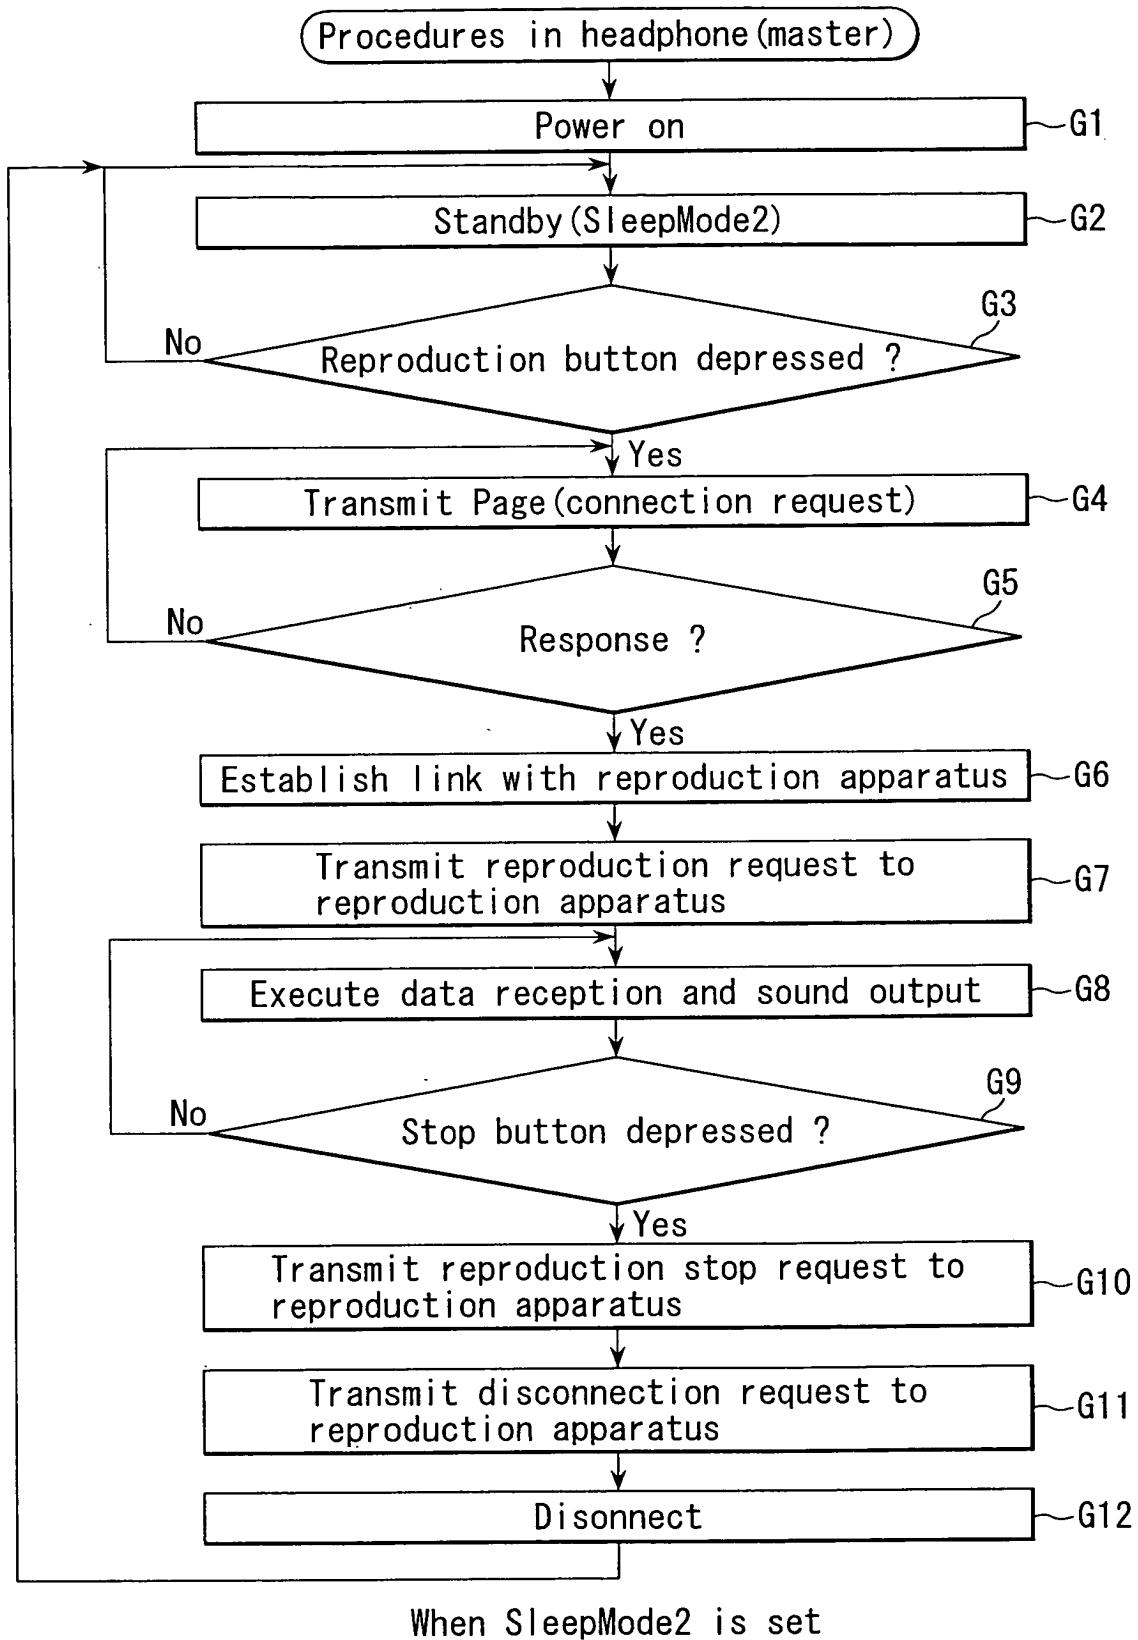 Procedures in headphone(master)
Power on
G1
Standby(SleepMode2)
G2
G3
No
Reproduction button depressed ?
Yes
Transmit Page(connection request)
G4
G5
No
Response ?
Yes
Establish link with reproduction apparatus
G6
Transmit reproduction request to
reproduction apparatus
G7
Execute data reception and sound output
G8
G9
No
Stop button depressed ?
Yes
Transmit reproduction stop request to
reproduction apparatus
G10
Transmit disconnection request to
reproduction apparatus
G11
Disonnect
G12
When SleepMode2 is set